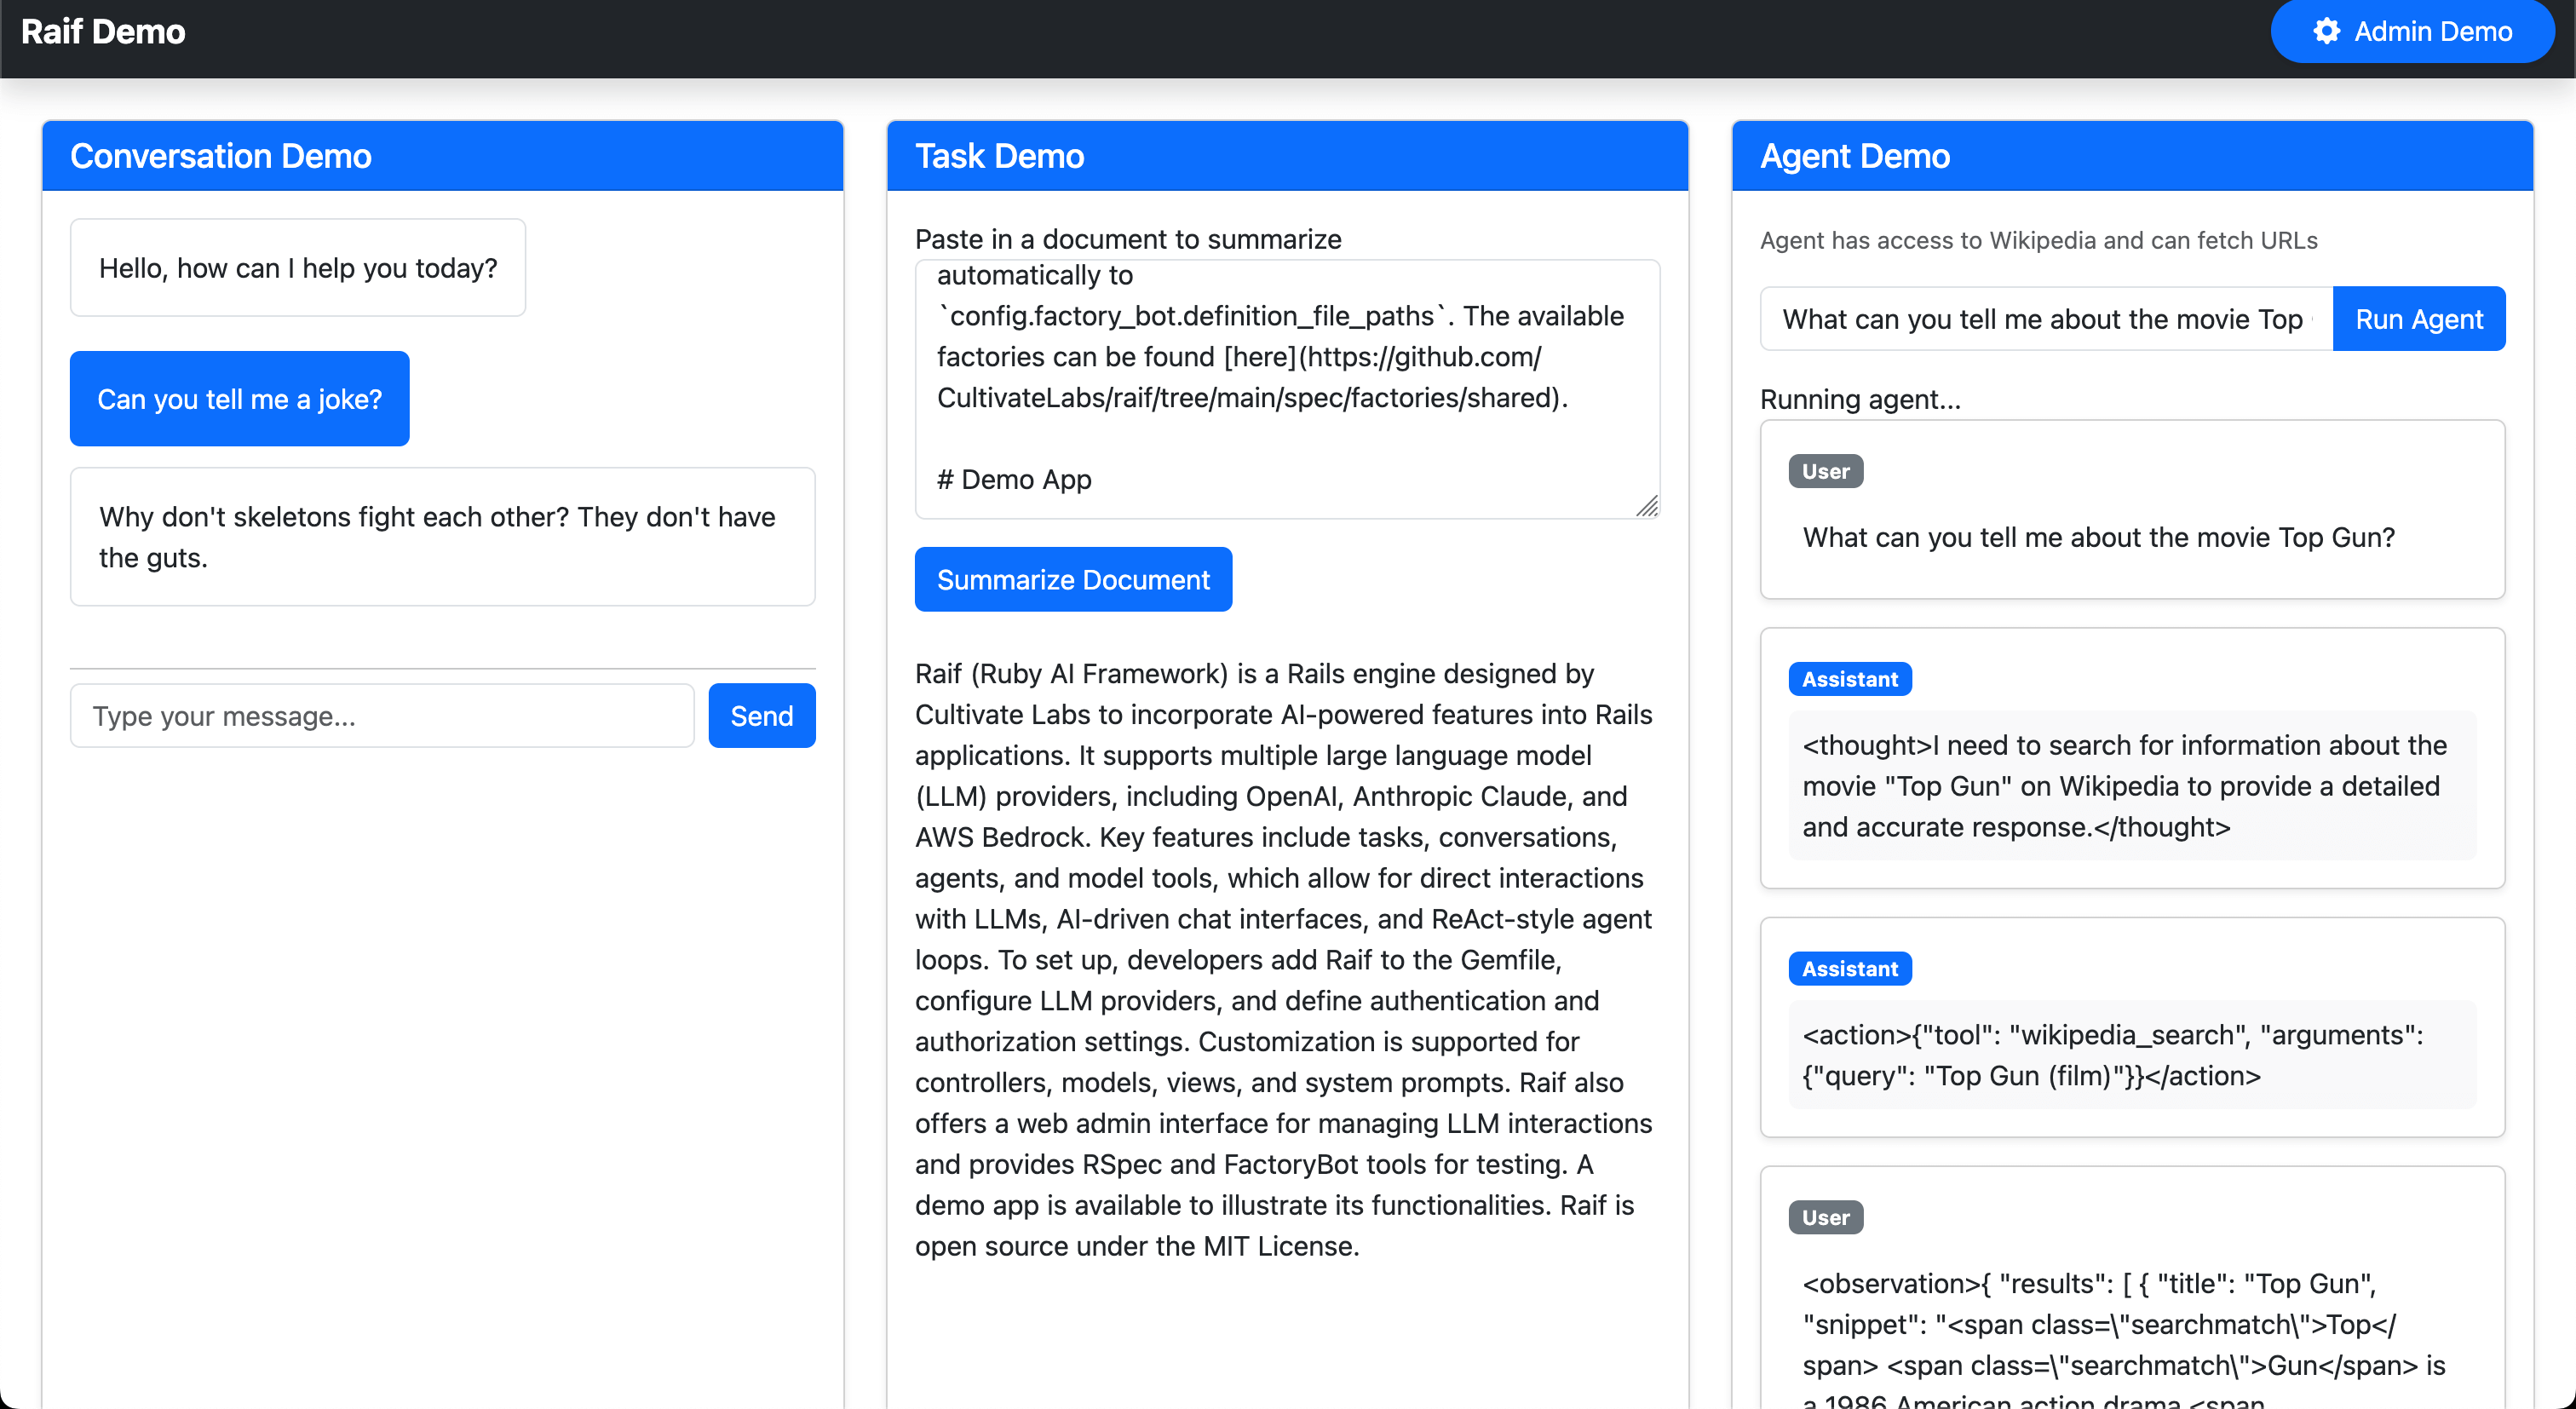 Raif Demo
Admin Demo
Conversation Demo
Hello, how can I help you today?
Can you tell me a joke?
Why don't skeletons fight each other? They don't have
the guts.
Type your message...
Send
Task Demo
Paste in a document to summarize
automatically to
`config.factory_bot.definition_file_paths`. The available
factories can be found [here](https://github.com/
CultivateLabs/raif/tree/main/spec/factories/shared).
# Demo App
Summarize Document
Raif (Ruby AI Framework) is a Rails engine designed by
Cultivate Labs to incorporate AI-powered features into Rails
applications. It supports multiple large language model
(LLM) providers, including OpenAI, Anthropic Claude, and
AWS Bedrock. Key features include tasks, conversations,
agents, and model tools, which allow for direct interactions
with LLMs, AI-driven chat interfaces, and ReAct-style agent
loops. To set up, developers add Raif to the Gemfile,
configure LLM providers, and define authentication and
authorization settings. Customization is supported for
controllers, models, views, and system prompts. Raif also
offers a web admin interface for managing LLM interactions
and provides RSpec and FactoryBot tools for testing. A
demo app is available to illustrate its functionalities. Raif is
open source under the MIT License.
Agent Demo
Agent has access to Wikipedia and can fetch URLs
What can you tell me about the movie Top
Run Agent
Running agent...
User
What can you tell me about the movie Top Gun?
Assistant
<thought>I need to search for information about the
movie "Top Gun" on Wikipedia to provide a detailed
and accurate response.</thought>
Assistant
<action>{"tool": "wikipedia_search", "arguments":
{"query": "Top Gun (film)"}}</action>
User
<observation>{ "results": [ { "title": "Top Gun",
"snippet": "<span class=\"searchmatch\">Top</
span> <span class=\"searchmatch\">Gun</span> is
a 1986 American action drama <span